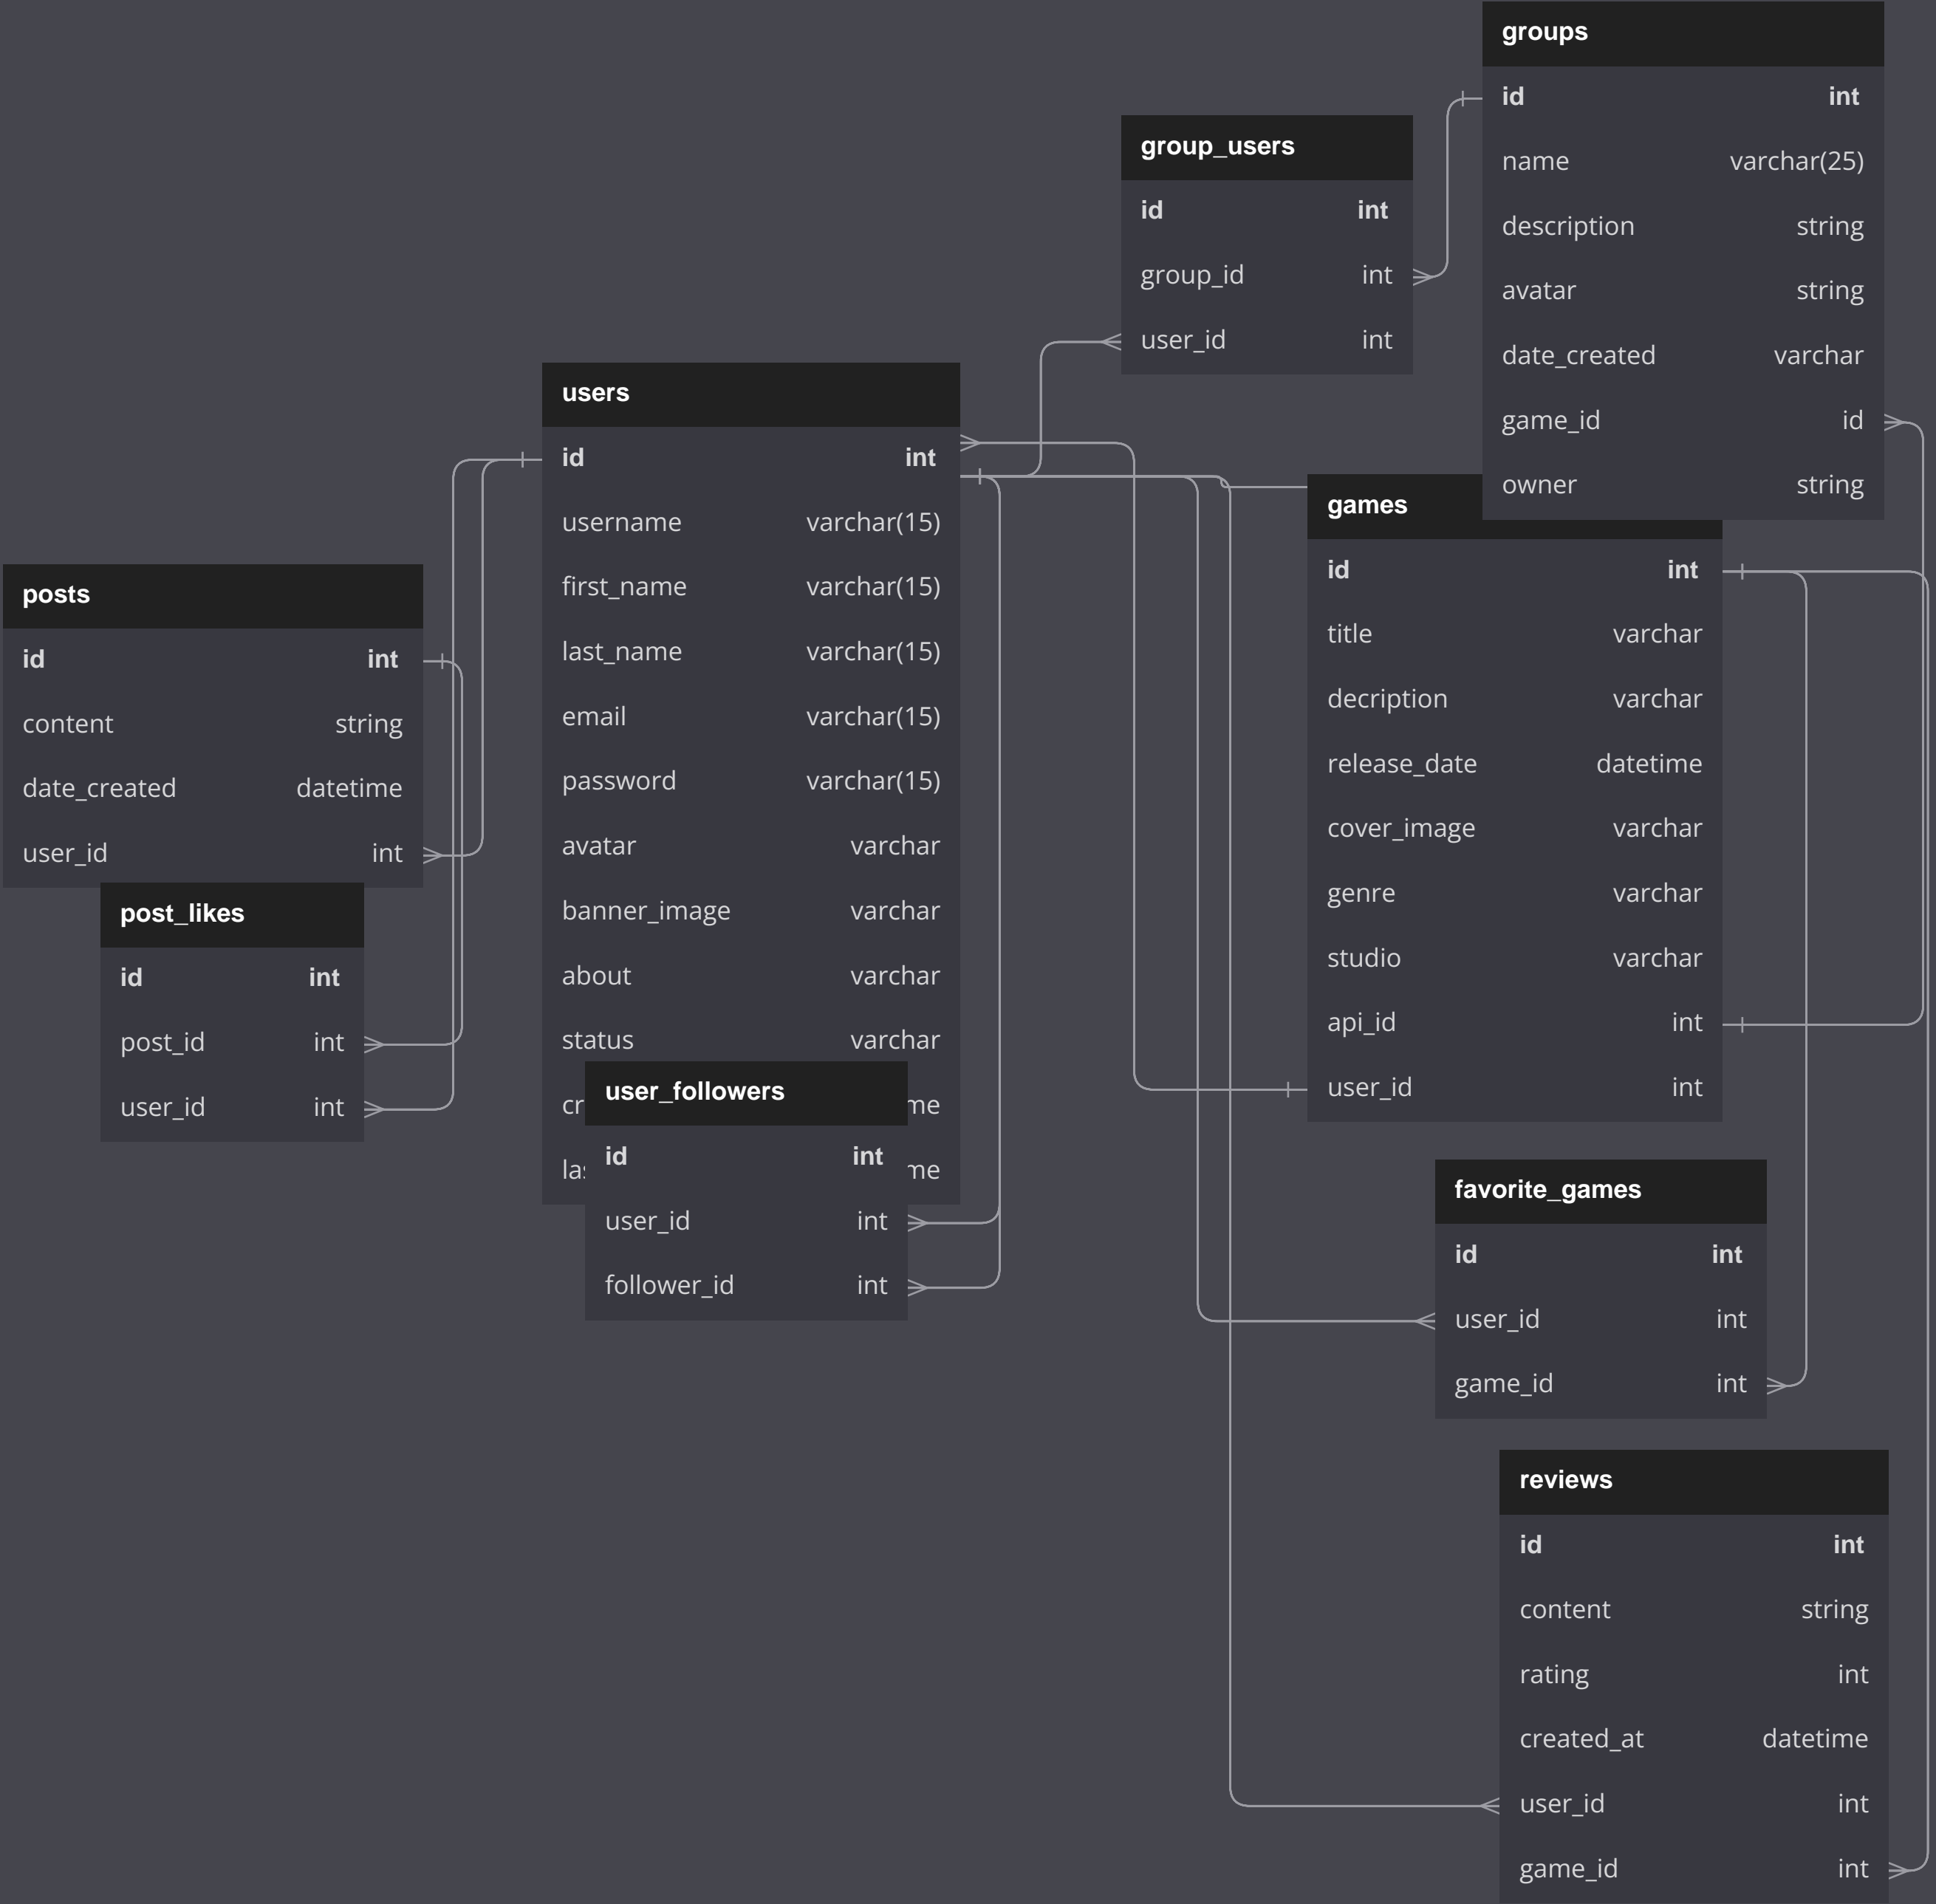 groups
id int
name varchar(25)
description string
avatar string
date_created varchar
game_id id
owner string
group_users
id int
group_id int
user_id int
users
id int
username varchar(15)
first_name varchar(15)
last_name varchar(15)
email varchar(15)
password varchar(15)
avatar varchar
banner_image varchar
about varchar
status varchar
games
id int
title varchar
decription varchar
release_date datetime
cover_image varchar
genre varchar
studio varchar
api_id int
user_id int
posts
id int
content string
date_created datetime
user_id int
post_likes
id int
post_id int
user_id int
user_followers
id int
user_id int
follower_id int
favorite_games
id int
user_id int
game_id int
reviews
id int
content string
rating int
created_at datetime
user_id int
game_id int